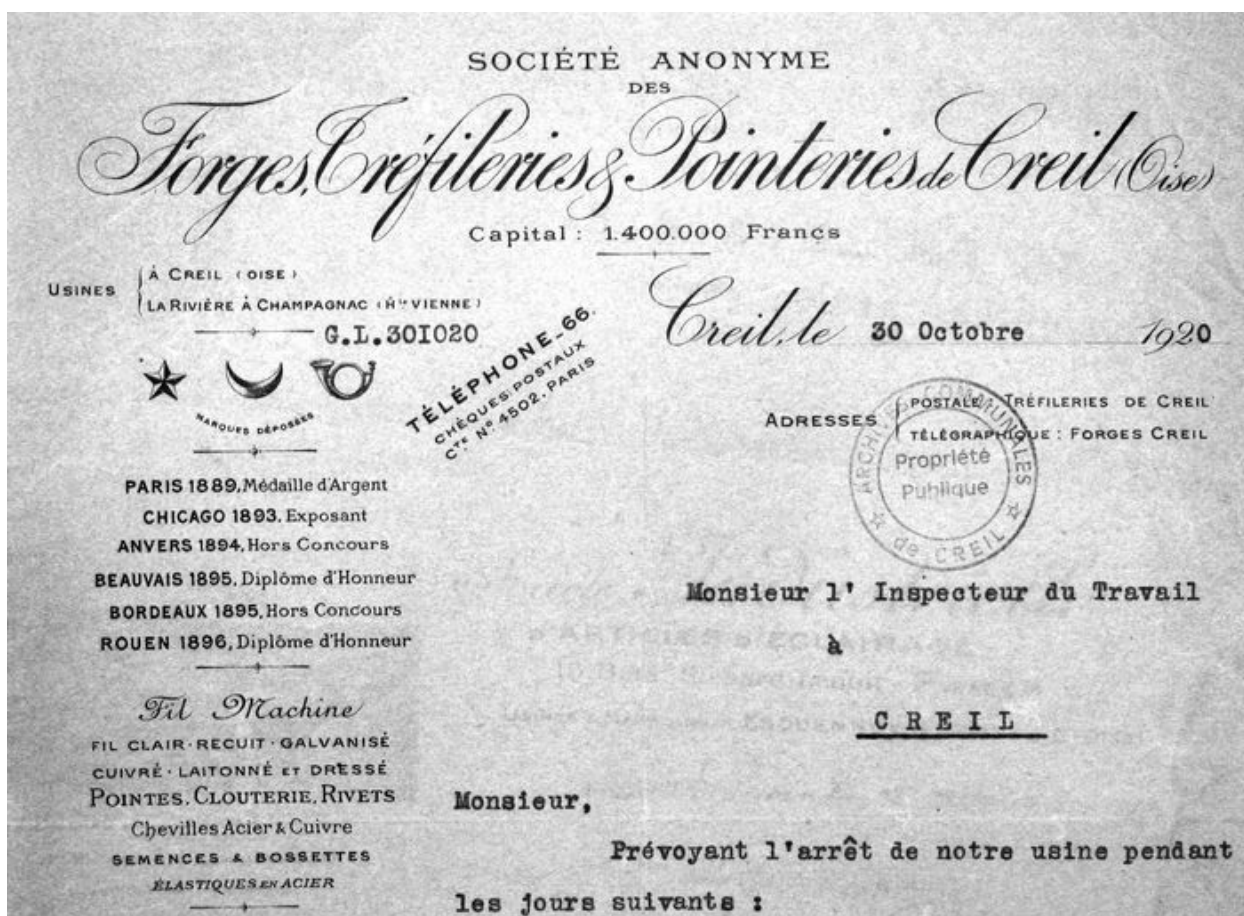 SOCIÉTÉ ANONYME
DES
Forges, Tréfileries & Pointeries de Creil (Oise)
Capital : 1.400.000 Francs
USINES
À CREIL (OISE)
LA RIVIÈRE À CHAMPAGNAC (Hte VIENNE)
G.L.301020
MARQUES DÉPOSÉES
TÉLÉPHONE_66.
CHÈQUES POSTAUX
CTE No 4502. PARIS
Creil, le 30 Octobre 1920
ADRESSES
POSTALE : TRÉFILERIES DE CREIL
TÉLÉGRAPHIQUE : FORGES CREIL
ARCHIVES COMMUNALES
de CREIL
Propriété
Publique
PARIS 1889, Médaille d'Argent
CHICAGO 1893. Exposant
ANVERS 1894, Hors Concours
BEAUVAIS 1895, Diplôme d'Honneur
BORDEAUX 1895, Hors Concours
ROUEN 1896, Diplôme d'Honneur
Fil Machine
FIL CLAIR · RECUIT · GALVANISÉ
CUIVRÉ · LAITONNÉ ET DRESSÉ
POINTES, CLOUTERIE, RIVETS
Chevilles Acier & Cuivre
SEMENCES & BOSSETTES
ÉLASTIQUES EN ACIER
Monsieur l' Inspecteur du Travail
à
CREIL
Monsieur,
Prévoyant l'arrêt de notre usine pendant
les jours suivants :